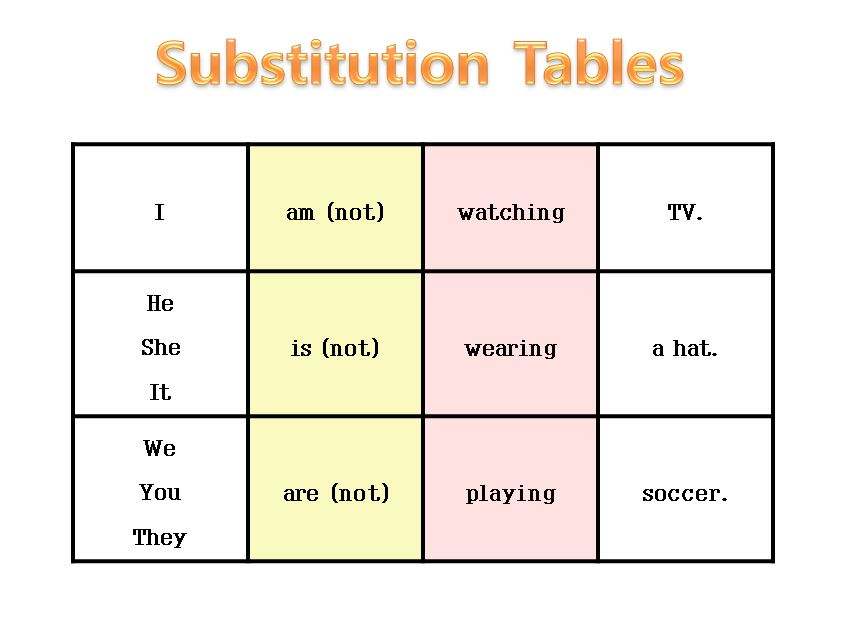 Substitution Tables
I am (not) watching TV.
He
She
It
is (not) wearing a hat.
We
You
They
are (not) playing soccer.